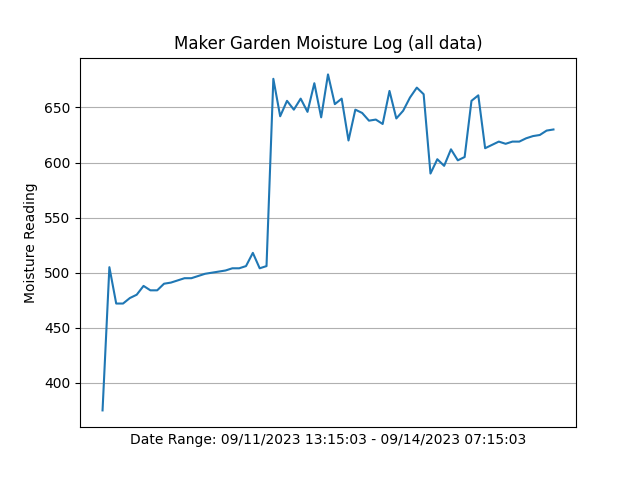 Maker Garden Moisture Log (all data)
Moisture Reading
650
600
550
500
450
400
Date Range: 09/11/2023 13:15:03 - 09/14/2023 07:15:03